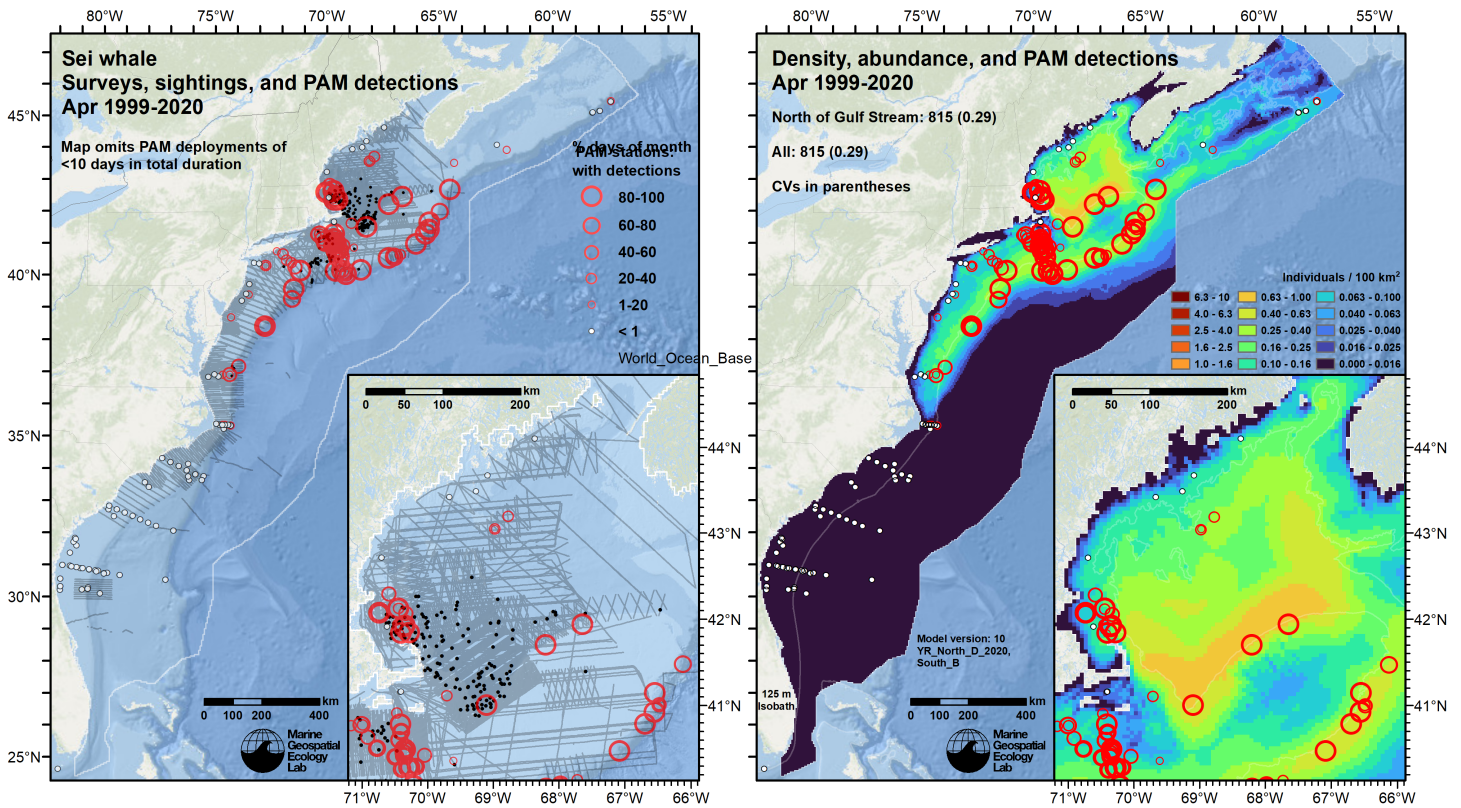 80°W 75°W 70°W 65°W 60°W 55°W
80°W 75°W 70°W 65°W 60°W 55°W
Sei whale
Surveys, sightings, and PAM detections
Apr 1999-2020
Map omits PAM deployments of
<10 days in total duration
% days of month
PAM stations:
with detections
80-100
60-80
40-60
20-40
1-20
< 1
World_Ocean_Base
45°N
40°N
35°N
30°N
25°N
km
0 50 100 200
km
0 100 200 400
Marine
Geospatial
Ecology
Lab
44°N
43°N
42°N
41°N
71°W 70°W 69°W 68°W 67°W 66°W
Density, abundance, and PAM detections
Apr 1999-2020
North of Gulf Stream: 815 (0.29)
All: 815 (0.29)
CVs in parentheses
Individuals / 100 km2
6.3 - 10 0.63 - 1.00 0.063 - 0.100
4.0 - 6.3 0.40 - 0.63 0.040 - 0.063
2.5 - 4.0 0.25 - 0.40 0.025 - 0.040
1.6 - 2.5 0.16 - 0.25 0.016 - 0.025
1.0 - 1.6 0.10 - 0.16 0.000 - 0.016
km
0 50 100 200
Model version: 10
YR_North_D_2020,
South_B
125 m
Isobath
km
0 100 200 400
Marine
Geospatial
Ecology
Lab
44°N
43°N
42°N
41°N
71°W 70°W 69°W 68°W 67°W 66°W